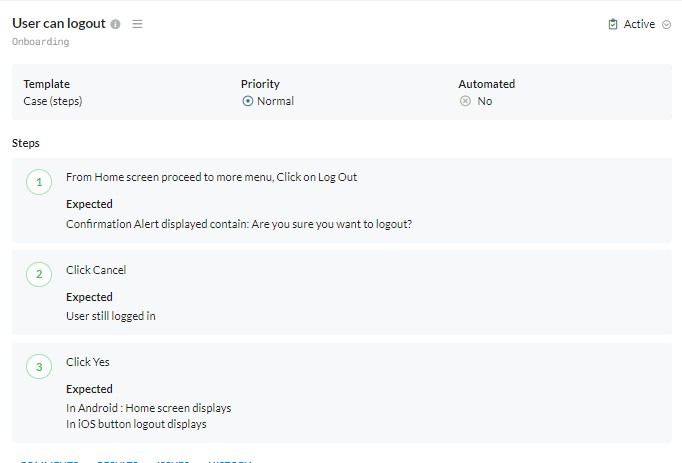 User can logout
Active
Onboarding
Template
Priority
Automated
Case (steps)
Normal
No
Steps
1
From Home screen proceed to more menu, Click on Log Out
Expected
Confirmation Alert displayed contain: Are you sure you want to logout?
2
Click Cancel
Expected
User still logged in
3
Click Yes
Expected
In Android : Home screen displays
In iOS button logout displays